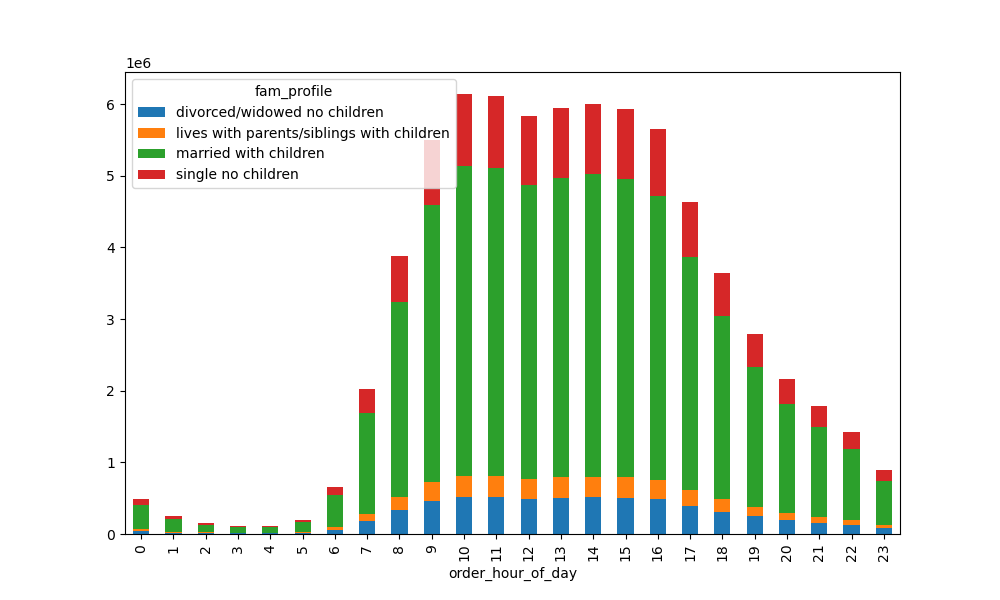 1e6
fam_profile
divorced/widowed no children
lives with parents/siblings with children
married with children
single no children
6
5
4
3
2
1
0
0 1 2 3 4 5 6 7 8 9 10 11 12 13 14 15 16 17 18 19 20 21 22 23
order_hour_of_day